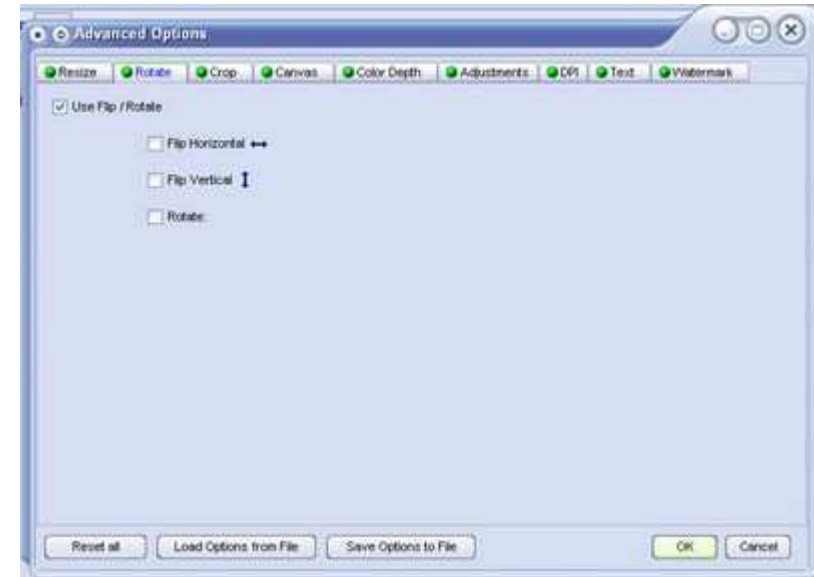 Advanced Options
Resize Rotate Crop Canvas Color Depth Adjustments DPI Text Watermark
Use Flip / Rotate
Flip Horizontal
Flip Vertical
Rotate:
Reset all Load Options from File Save Options to File OK Cancel